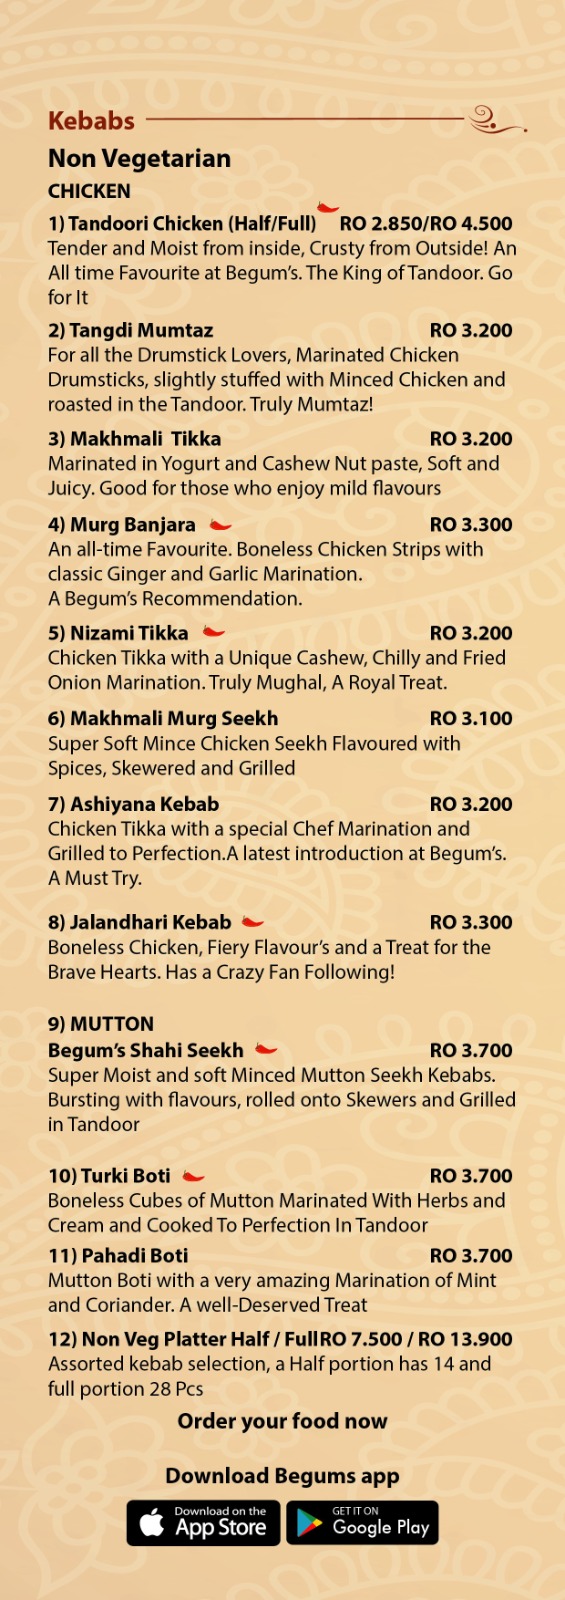 Kebabs
Non Vegetarian
CHICKEN
1) Tandoori Chicken (Half/Full) RO 2.850/RO 4.500
Tender and Moist from inside, Crusty from Outside! An
All time Favourite at Begum's. The King of Tandoor. Go
for It
2) Tangdi Mumtaz RO 3.200
For all the Drumstick Lovers, Marinated Chicken
Drumsticks, slightly stuffed with Minced Chicken and
roasted in the Tandoor. Truly Mumtaz!
3) Makhmali Tikka RO 3.200
Marinated in Yogurt and Cashew Nut paste, Soft and
Juicy. Good for those who enjoy mild flavours
4) Murg Banjara RO 3.300
An all-time Favourite. Boneless Chicken Strips with
classic Ginger and Garlic Marination.
A Begum's Recommendation.
5) Nizami Tikka RO 3.200
Chicken Tikka with a Unique Cashew, Chilly and Fried
Onion Marination. Truly Mughal, A Royal Treat.
6) Makhmali Murg Seekh RO 3.100
Super Soft Mince Chicken Seekh Flavoured with
Spices, Skewered and Grilled
7) Ashiyana Kebab RO 3.200
Chicken Tikka with a special Chef Marination and
Grilled to Perfection.A latest introduction at Begum's.
A Must Try.
8) Jalandhari Kebab RO 3.300
Boneless Chicken, Fiery Flavour's and a Treat for the
Brave Hearts. Has a Crazy Fan Following!
9) MUTTON
Begum's Shahi Seekh RO 3.700
Super Moist and soft Minced Mutton Seekh Kebabs.
Bursting with flavours, rolled onto Skewers and Grilled
in Tandoor
10) Turki Boti RO 3.700
Boneless Cubes of Mutton Marinated With Herbs and
Cream and Cooked To Perfection In Tandoor
11) Pahadi Boti RO 3.700
Mutton Boti with a very amazing Marination of Mint
and Coriander. A well-Deserved Treat
12) Non Veg Platter Half / FullRO 7.500 / RO 13.900
Assorted kebab selection, a Half portion has 14 and
full portion 28 Pcs
Order your food now
Download Begums app
Download on the
App Store
GET IT ON
Google Play